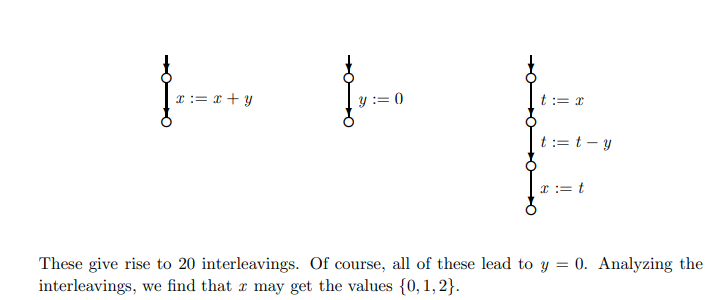 x := x + y
y := 0
t := x
t := t − y
x := t
These give rise to 20 interleavings. Of course, all of these lead to y = 0. Analyzing the
interleavings, we find that x may get the values {0, 1, 2}.